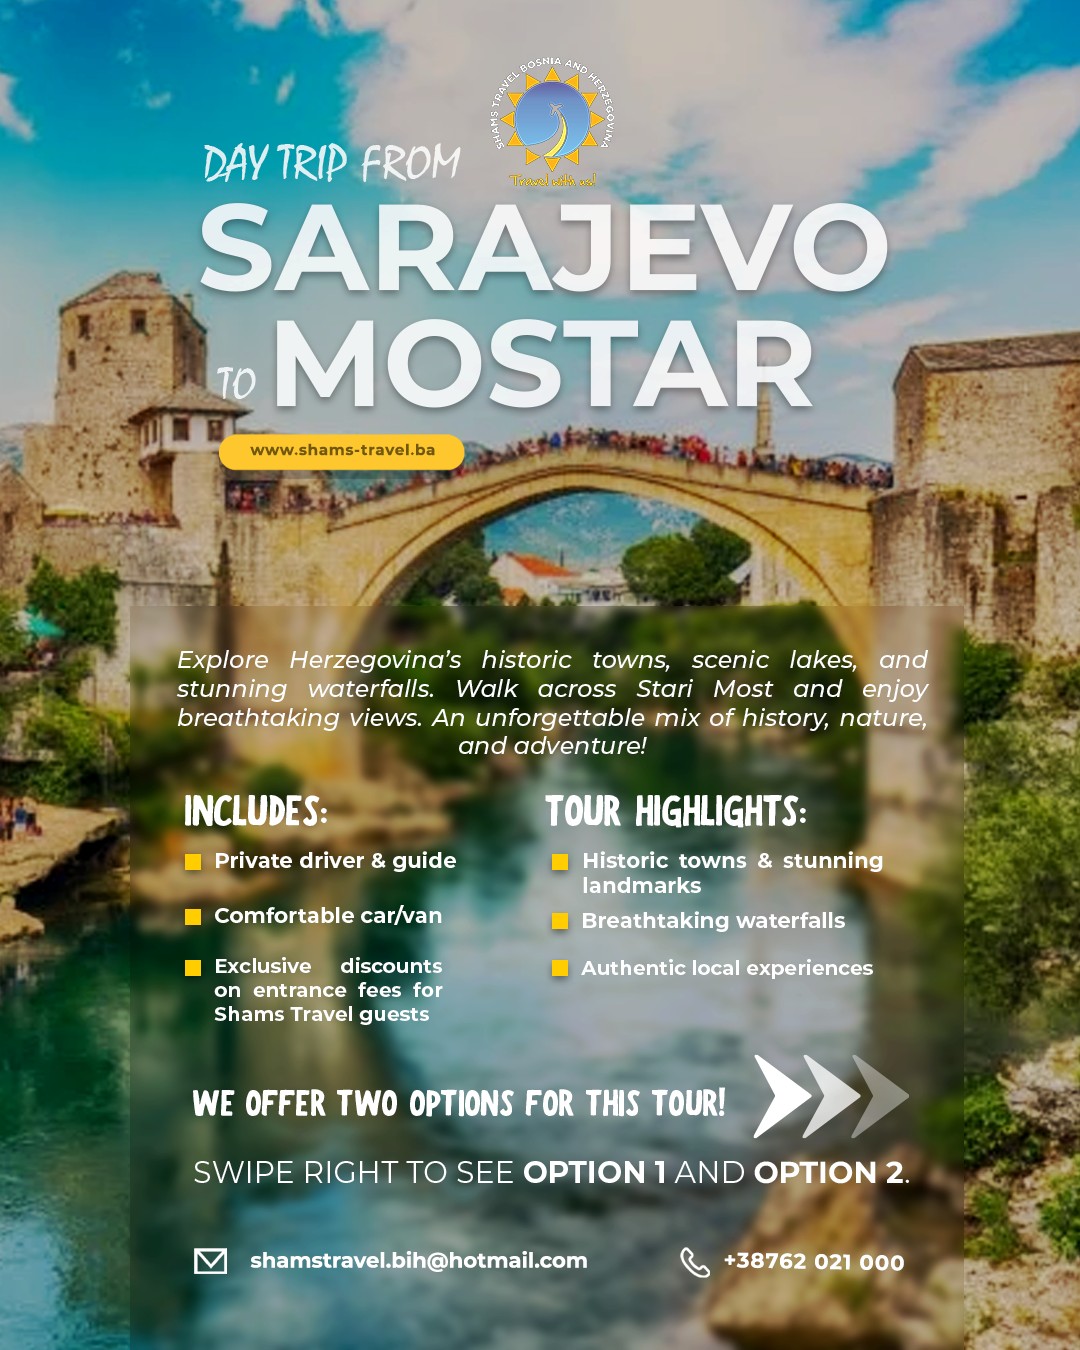 SHAMS TRAVEL BOSNIA AND HERZEGOVINA
Travel with us!
DAY TRIP FROM
SARAJEVO
TO MOSTAR
www.shams-travel.ba
Explore Herzegovina’s historic towns, scenic lakes, and
stunning waterfalls. Walk across Stari Most and enjoy
breathtaking views. An unforgettable mix of history, nature,
and adventure!
INCLUDES:
Private driver & guide
Comfortable car/van
Exclusive discounts
on entrance fees for
Shams Travel guests
TOUR HIGHLIGHTS:
Historic towns & stunning
landmarks
Breathtaking waterfalls
Authentic local experiences
WE OFFER TWO OPTIONS FOR THIS TOUR!
SWIPE RIGHT TO SEE OPTION 1 AND OPTION 2.
shamstravel.bih@hotmail.com
+38762 021 000